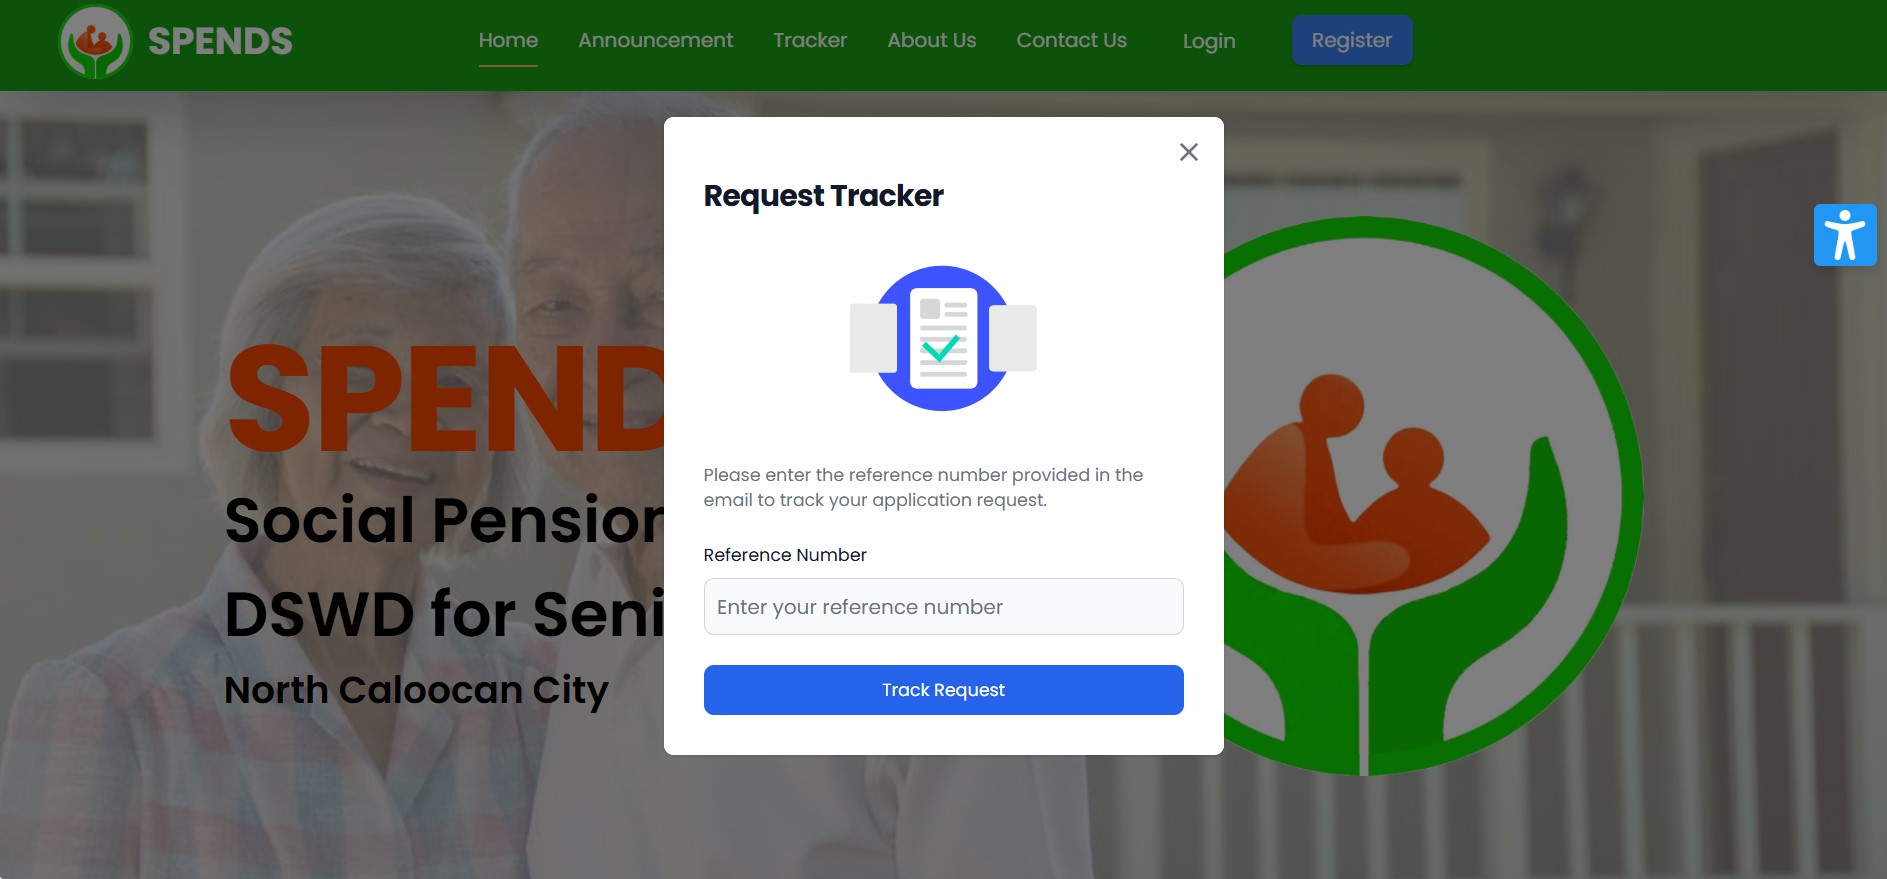 SPENDS
Home
Announcement
Tracker
About Us
Contact Us
Login
Register
SPEND
Social Pension
DSWD for Seni
North Caloocan City
Request Tracker
Please enter the reference number provided in the
email to track your application request.
Reference Number
Enter your reference number
Track Request